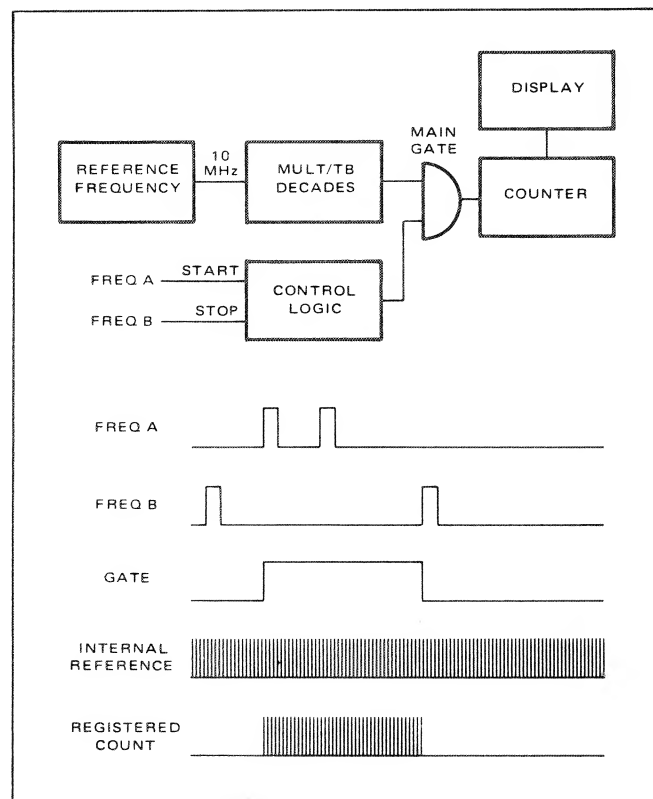 DISPLAY
MAIN
GATE
10
MHz
REFERENCE
FREQUENCY
MULT/TB
DECADES
COUNTER
FREQ A
START
FREQ B
STOP
CONTROL
LOGIC
FREQ A
FREQ B
GATE
INTERNAL
REFERENCE
REGISTERED
COUNT